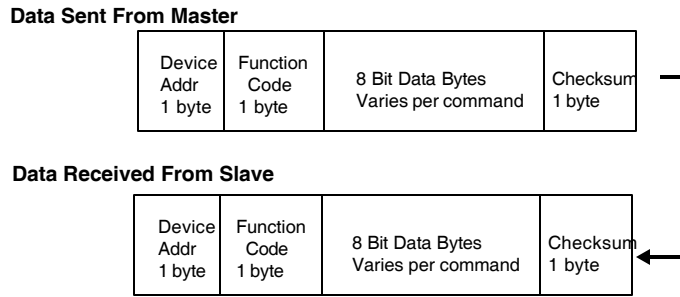 Data Sent From Master
Device
Addr
1 byte
Function
Code
1 byte
8 Bit Data Bytes
Varies per command
Checksum
1 byte
Data Received From Slave
Device
Addr
1 byte
Function
Code
1 byte
8 Bit Data Bytes
Varies per command
Checksum
1 byte